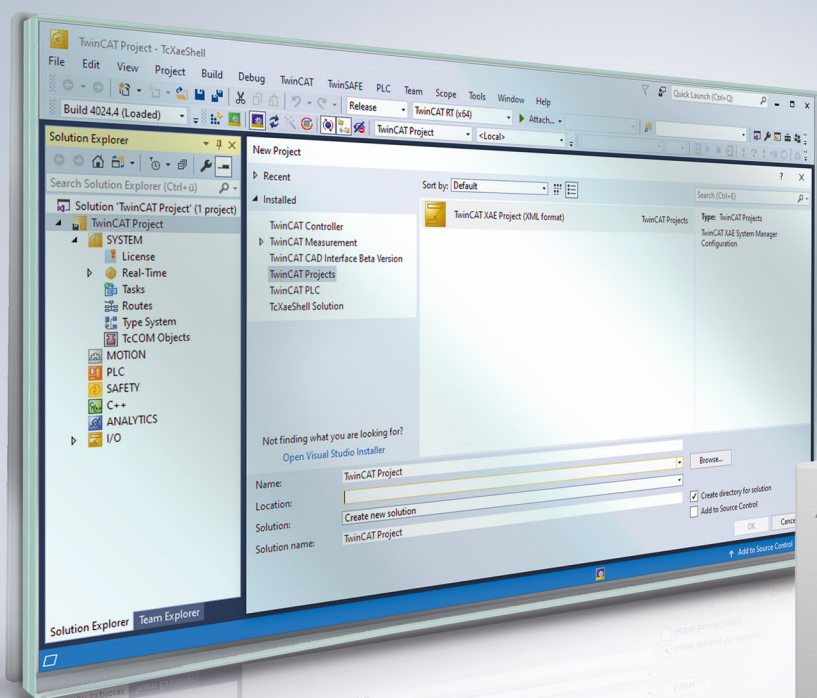 TwinCAT Project - TcXaeShell
File Edit View Project Build Debug TwinCAT TwinSAFE PLC Team Scope Tools Window Help
Quick Launch (Ctrl+Q)
Release TwinCAT RT (x64) Attach...
Build 4024.4 (Loaded) TwinCAT Project <Local>
Solution Explorer
Search Solution Explorer (Ctrl+ü)
Solution 'TwinCAT Project' (1 project)
TwinCAT Project
SYSTEM
License
Real-Time
Tasks
Routes
Type System
TcCOM Objects
MOTION
PLC
SAFETY
C++
ANALYTICS
I/O
Solution Explorer Team Explorer
New Project
? X
Recent
Installed
TwinCAT Controller
TwinCAT Measurement
TwinCAT CAD Interface Beta Version
TwinCAT Projects
TwinCAT PLC
TcXaeShell Solution
Not finding what you are looking for?
Open Visual Studio Installer
Sort by: Default
Search (Ctrl+E)
TwinCAT XAE Project (XML format) TwinCAT Projects
Type: TwinCAT Projects
TwinCAT XAE System Manager
Configuration
Name: TwinCAT Project
Location: Browse...
Solution: Create new solution
Solution name: TwinCAT Project
Create directory for solution
Add to Source Control
OK
Add to Source Control